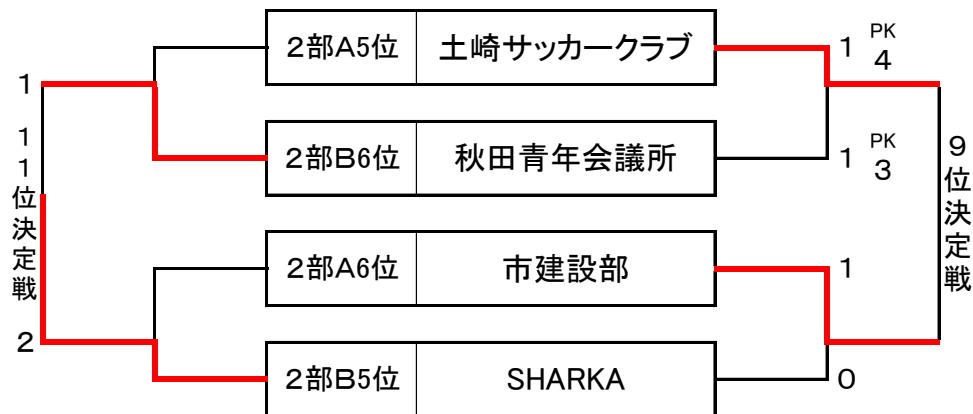 2部A5位 土崎サッカークラブ 1 PK 4
1
2部B6位 秋田青年会議所 1 PK 3
11位決定戦
9位決定戦
2部A6位 市建設部 1
2
2部B5位 SHARKA 0